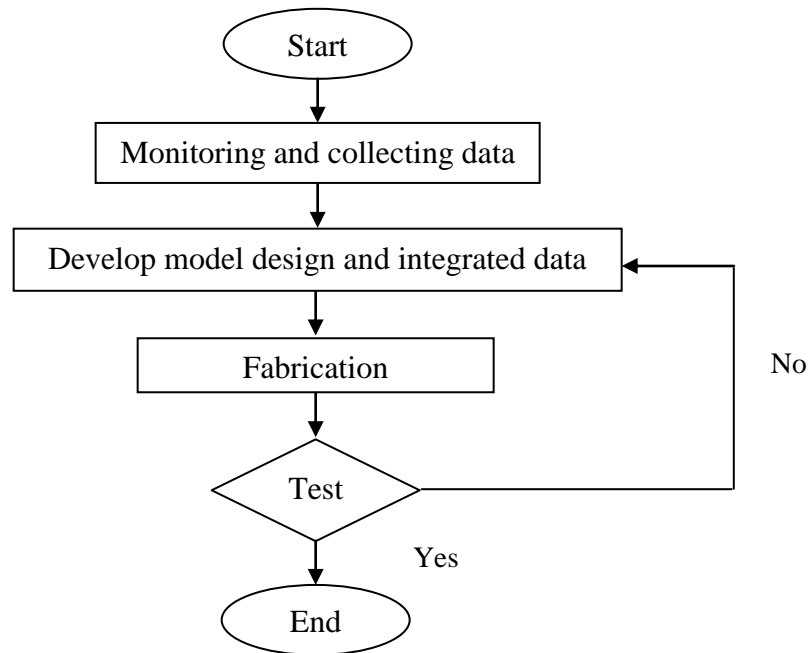 Start
Monitoring and collecting data
Develop model design and integrated data
Fabrication
No
Test
Yes
End